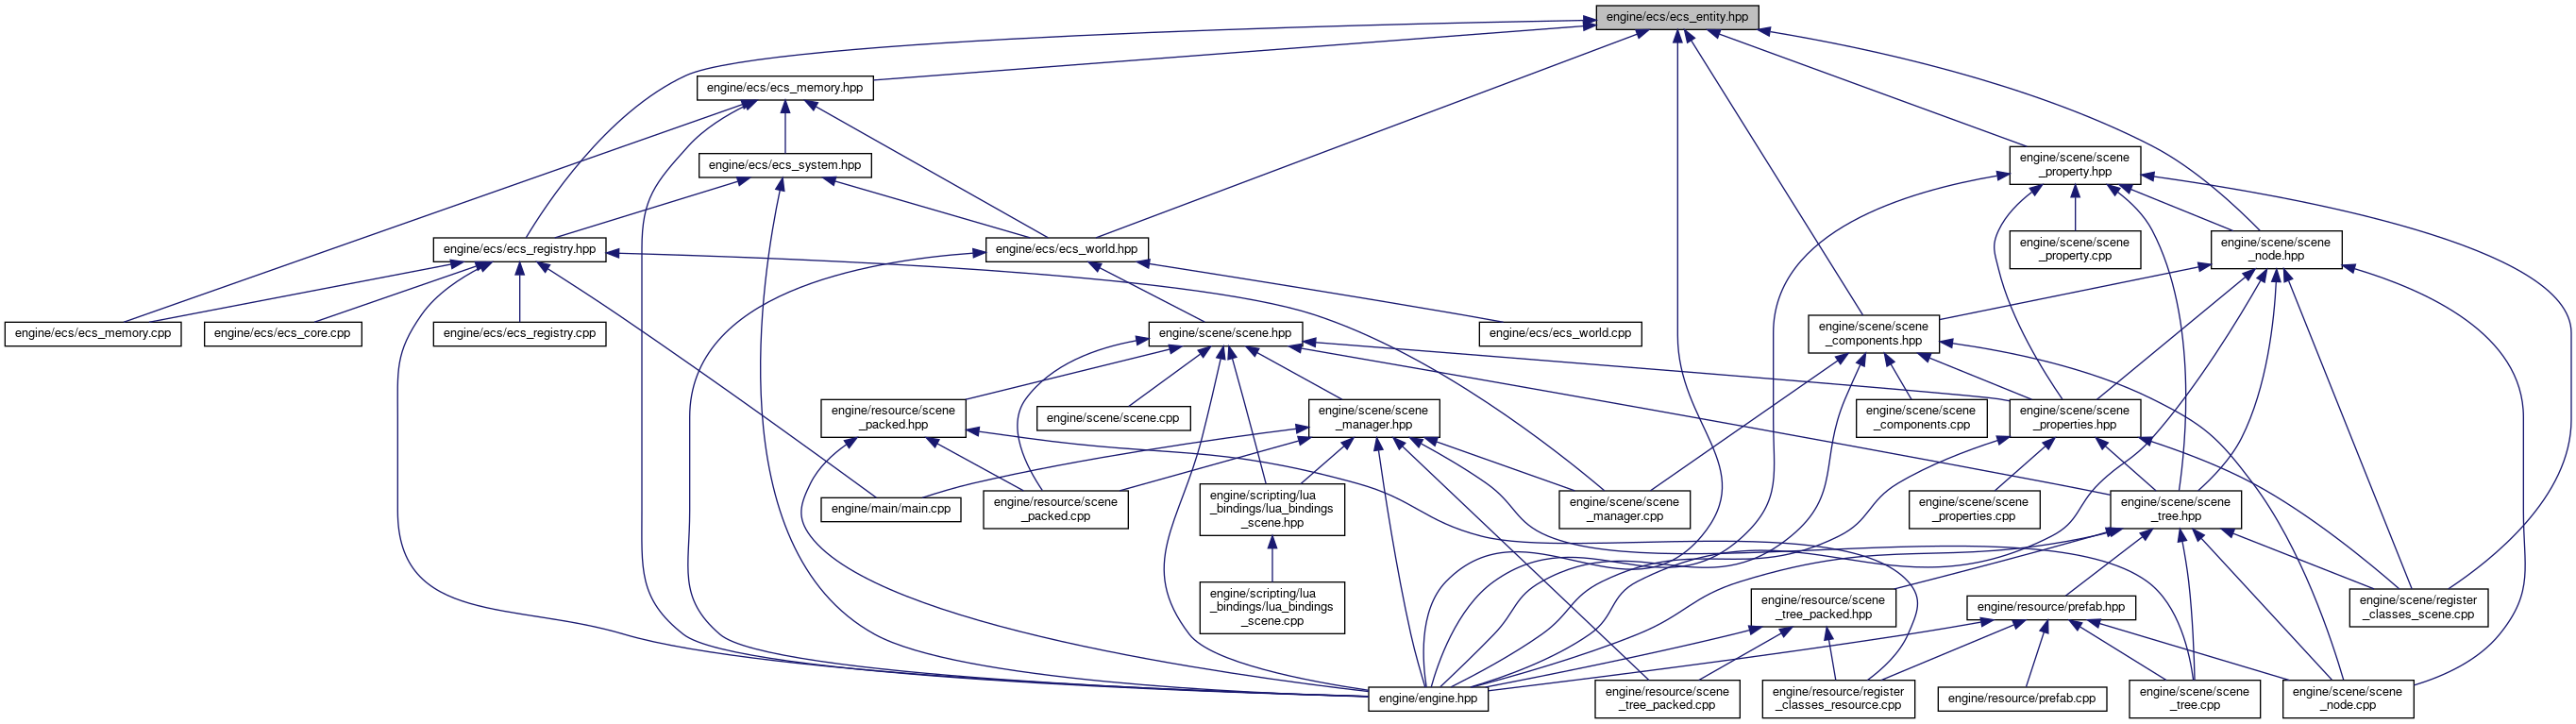 engine/ecs/ecs_entity.hpp
engine/ecs/ecs_memory.hpp
engine/ecs/ecs_system.hpp
engine/scene/scene
_property.hpp
engine/ecs/ecs_registry.hpp
engine/ecs/ecs_world.hpp
engine/scene/scene
_property.cpp
engine/scene/scene
_node.hpp
engine/ecs/ecs_memory.cpp
engine/ecs/ecs_core.cpp
engine/ecs/ecs_registry.cpp
engine/scene/scene.hpp
engine/ecs/ecs_world.cpp
engine/scene/scene
_components.hpp
engine/resource/scene
_packed.hpp
engine/scene/scene.cpp
engine/scene/scene
_manager.hpp
engine/scene/scene
_components.cpp
engine/scene/scene
_properties.hpp
engine/main/main.cpp
engine/resource/scene
_packed.cpp
engine/scripting/lua
_bindings/lua_bindings
_scene.hpp
engine/scene/scene
_manager.cpp
engine/scene/scene
_properties.cpp
engine/scene/scene
_tree.hpp
engine/scripting/lua
_bindings/lua_bindings
_scene.cpp
engine/resource/scene
_tree_packed.hpp
engine/resource/prefab.hpp
engine/scene/register
_classes_scene.cpp
engine/engine.hpp
engine/resource/scene
_tree_packed.cpp
engine/resource/register
_classes_resource.cpp
engine/resource/prefab.cpp
engine/scene/scene
_tree.cpp
engine/scene/scene
_node.cpp